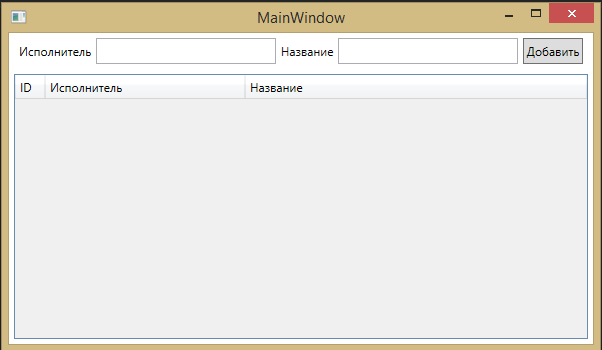 MainWindow
Исполнитель Название Добавить
ID Исполнитель Название